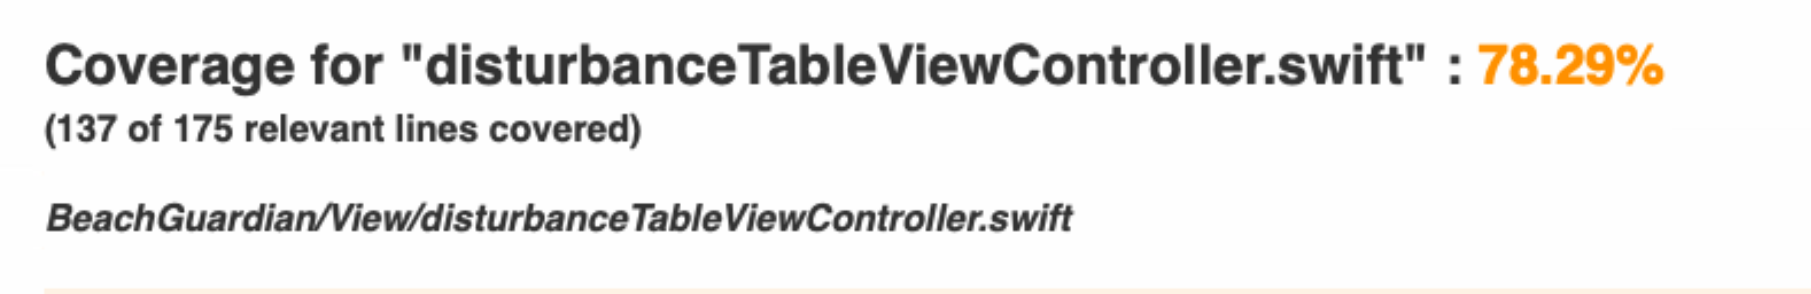 Coverage for "disturbanceTableViewController.swift" : 78.29%
(137 of 175 relevant lines covered)
BeachGuardian/View/disturbanceTableViewController.swift